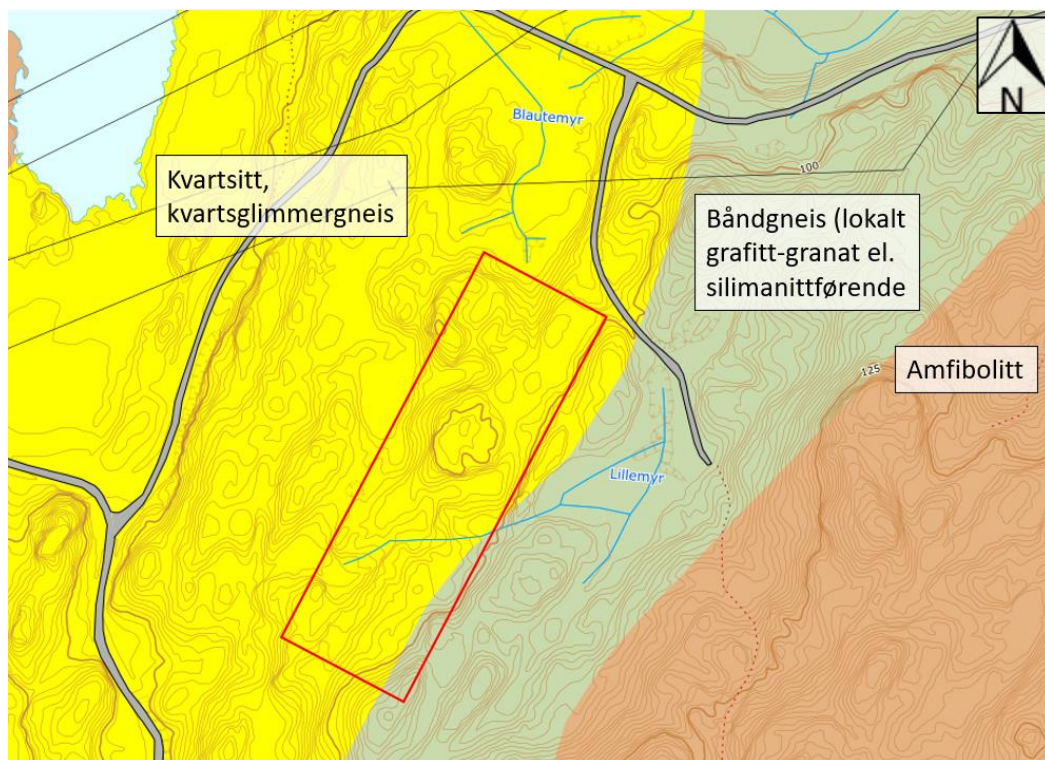 N
Blautemyr
Kvartsitt,
kvartsglimmergneis
100
Båndgneis (lokalt
grafitt-granat el.
silimanittførende
125
Amfibolitt
Lillemyr